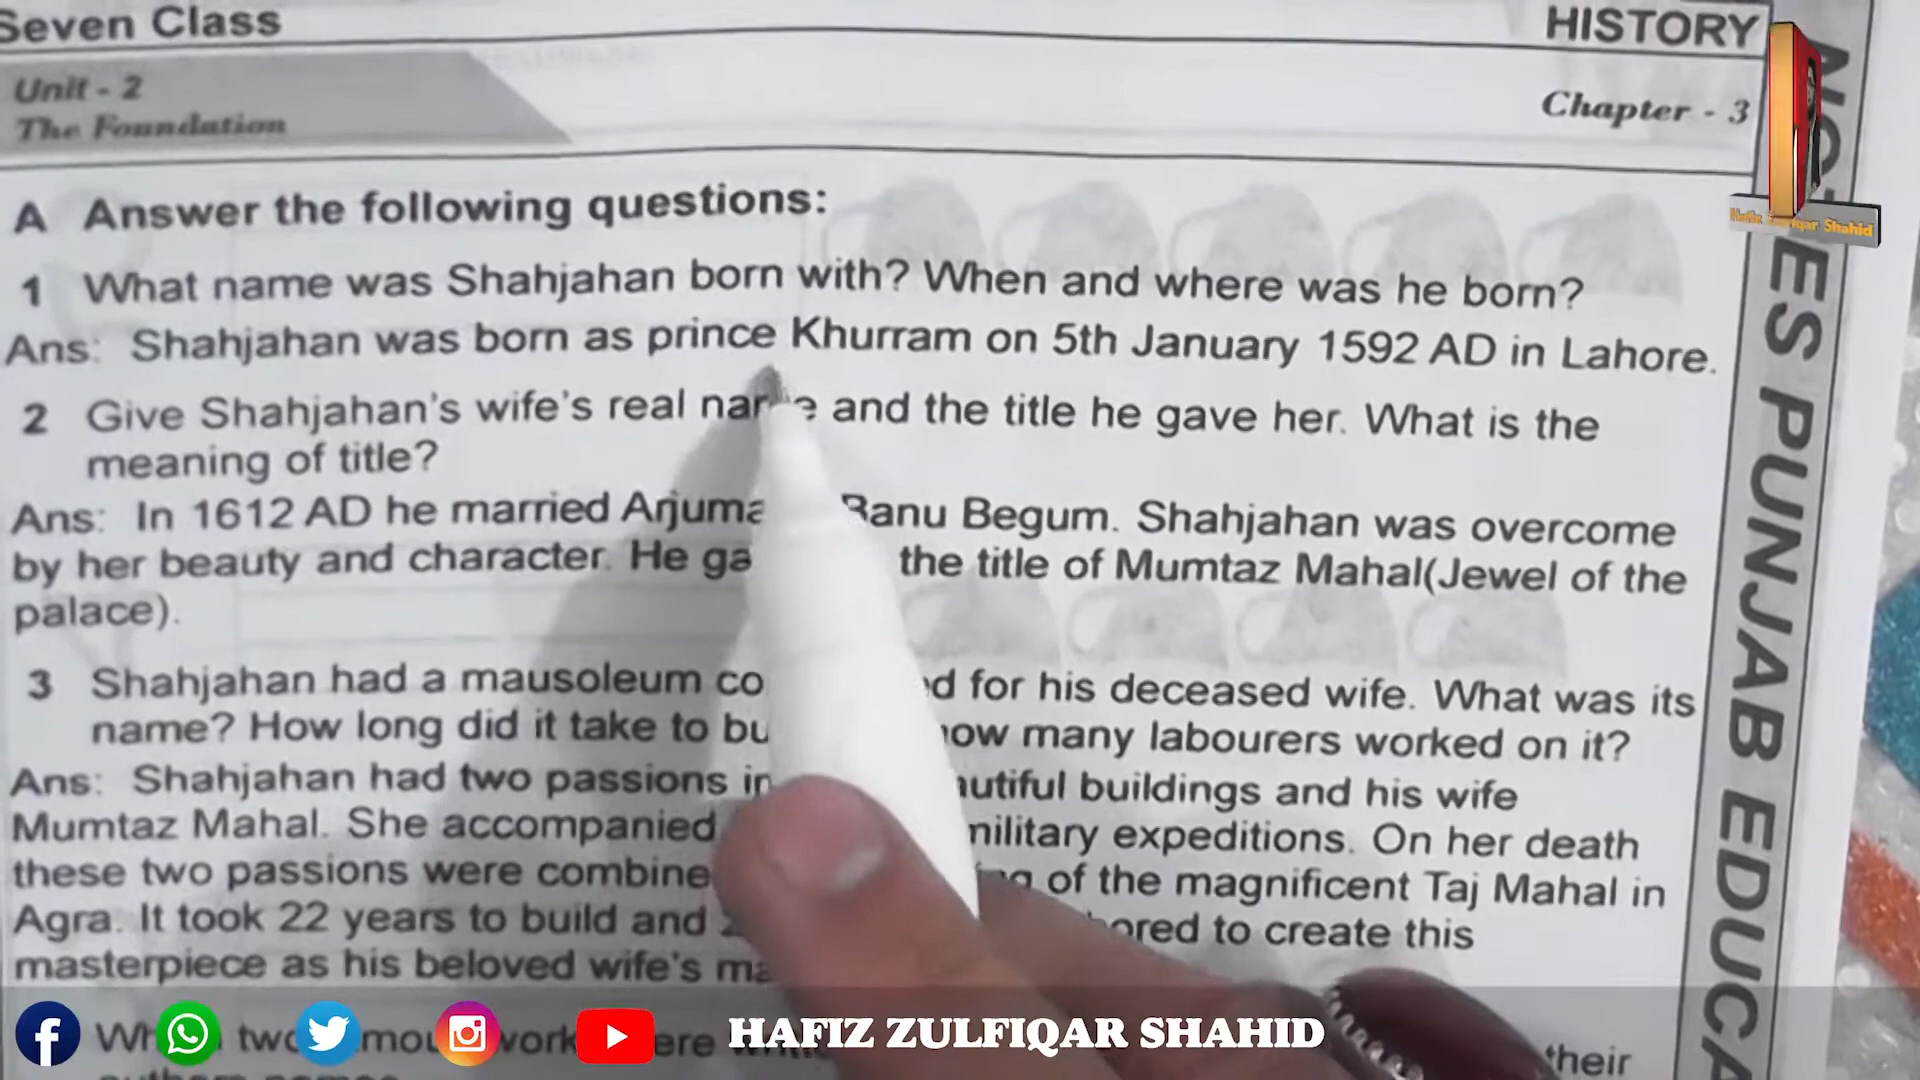 Seven Class
HISTORY
Unit - 2
The Foundation
Chapter - 3
A Answer the following questions:
1 What name was Shahjahan born with? When and where was he born?
Ans: Shahjahan was born as prince Khurram on 5th January 1592 AD in Lahore.
2 Give Shahjahan's wife's real and the title he gave her. What is the
meaning of title?
Ans: In 1612 AD he married Banu Begum. Shahjahan was overcome
by her beauty and character. He the title of Mumtaz Mahal(Jewel of the
palace).
3 Shahjahan had a mausoleum for his deceased wife. What was its
name? How long did it take to many labourers worked on it?
Ans: Shahjahan had two passions buildings and his wife
Mumtaz Mahal. She accompanied military expeditions. On her death
these two passions were of the magnificent Taj Mahal in
Agra. It took 22 years to build and to create this
masterpiece as his beloved wife's
their
HAFIZ ZULFIQAR SHAHID
Hafiz Zulfiqar Shahid
PUNJAB